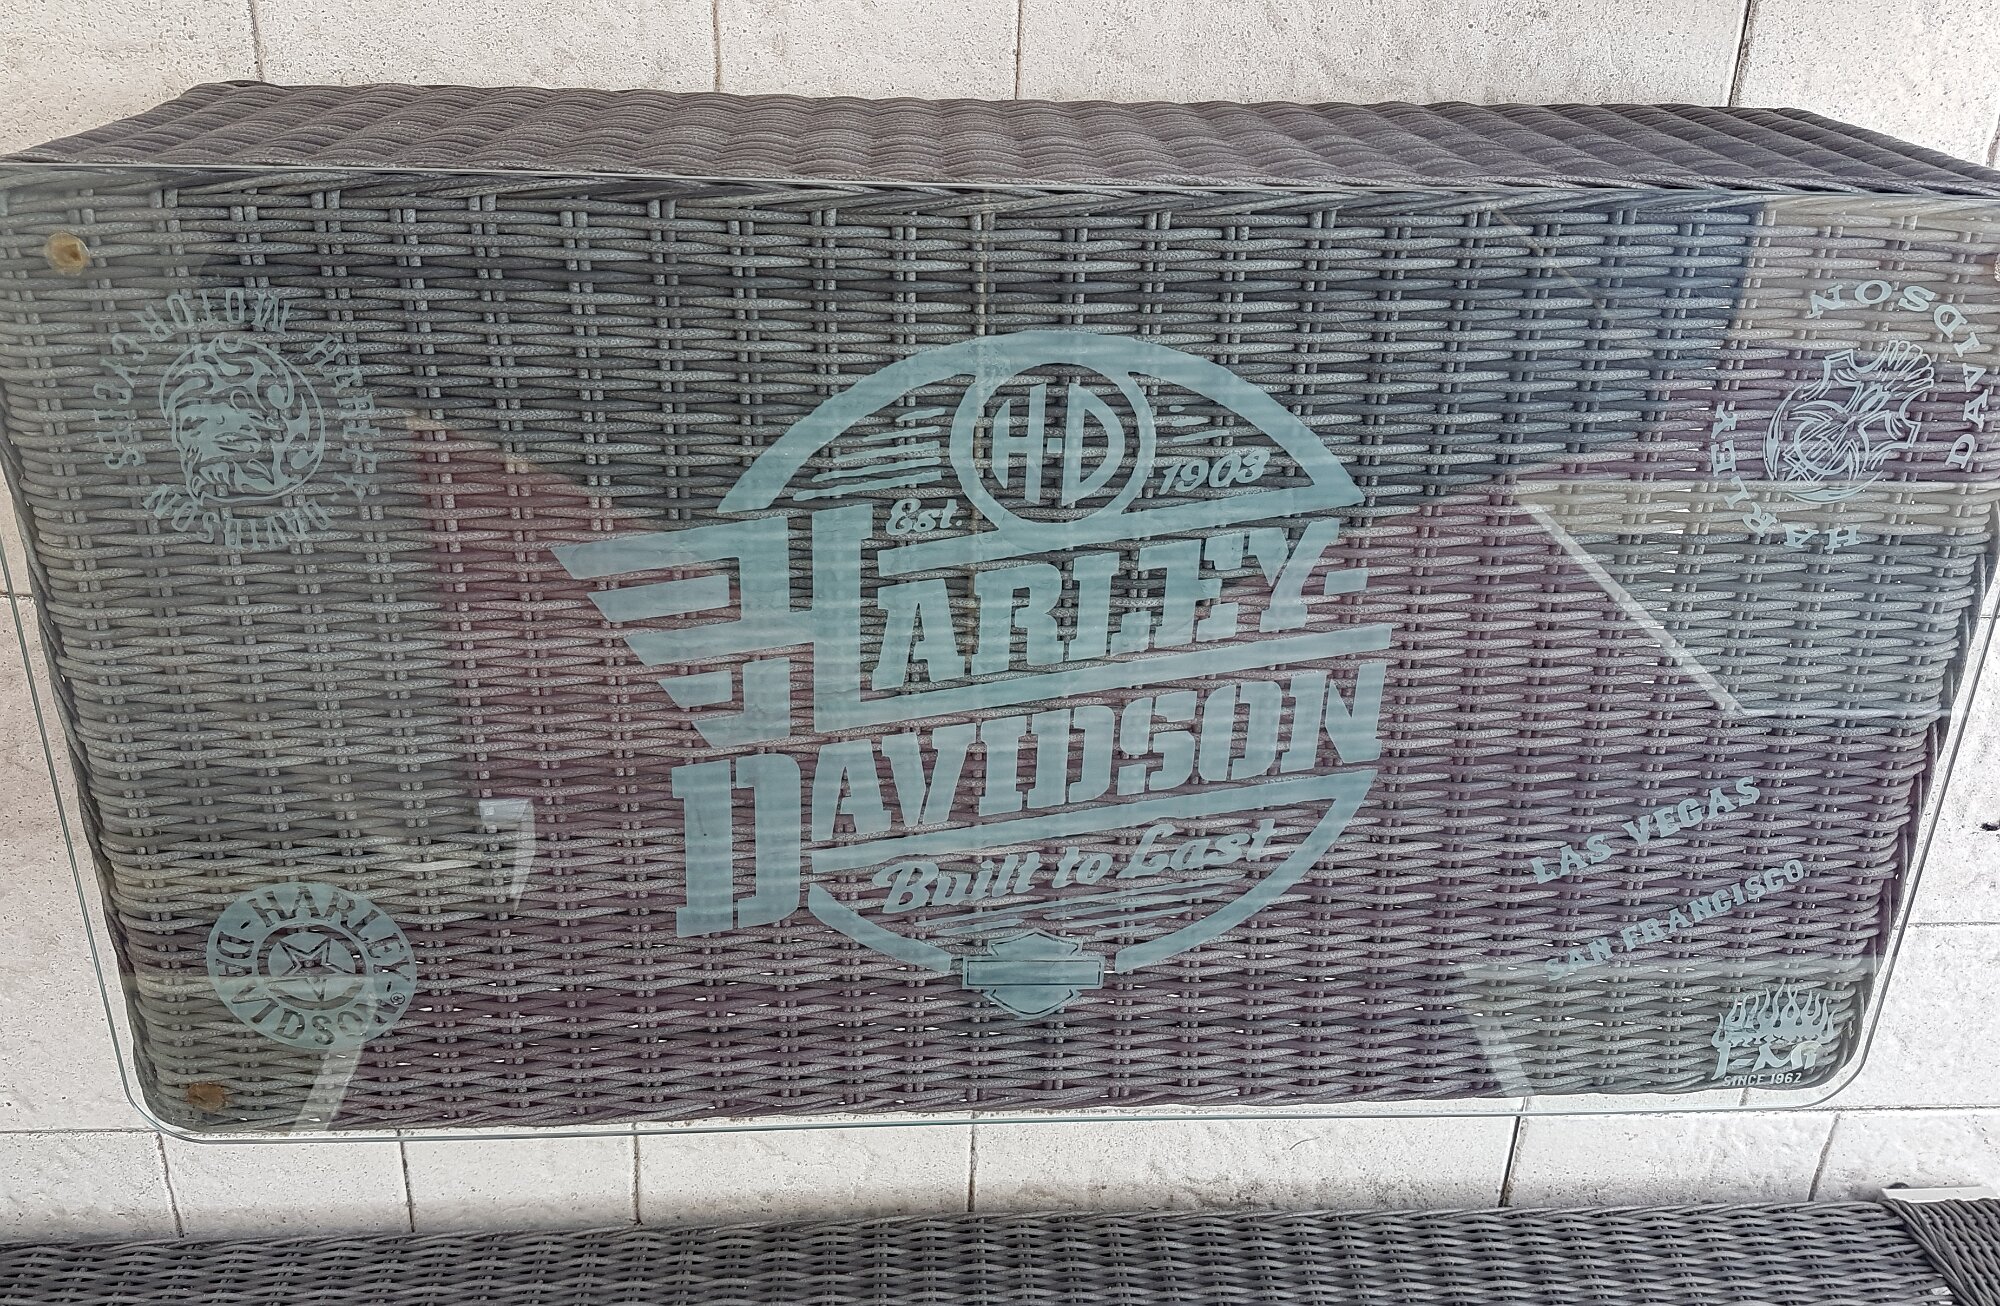 HARLEY-DAVIDSON
MOTORCYCLES
DAVIDSON
HARLEY
H-D
Est. 1903
HARLEY-
DAVIDSON
Built to Last
HARLEY-
DAVIDSON®
LAS VEGAS
SAN FRANCISCO
SINCE 1962